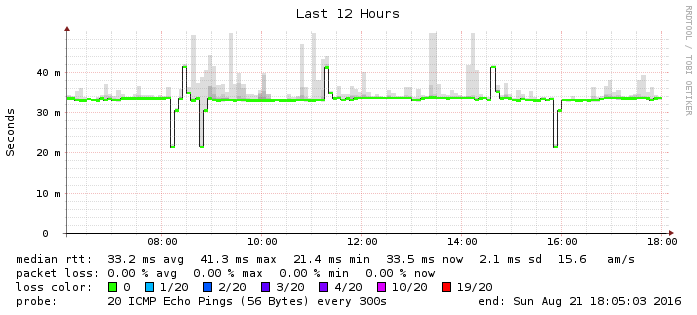 Last 12 Hours
RRDTOOL / TOBI OETIKER
Seconds
40 m
30 m
20 m
10 m
0
08:00 10:00 12:00 14:00 16:00 18:00
median rtt: 33.2 ms avg 41.3 ms max 21.4 ms min 33.5 ms now 2.1 ms sd 15.6 am/s
packet loss: 0.00 % avg 0.00 % max 0.00 % min 0.00 % now
loss color: 0 1/20 2/20 3/20 4/20 10/20 19/20
probe: 20 ICMP Echo Pings (56 Bytes) every 300s end: Sun Aug 21 18:05:03 2016